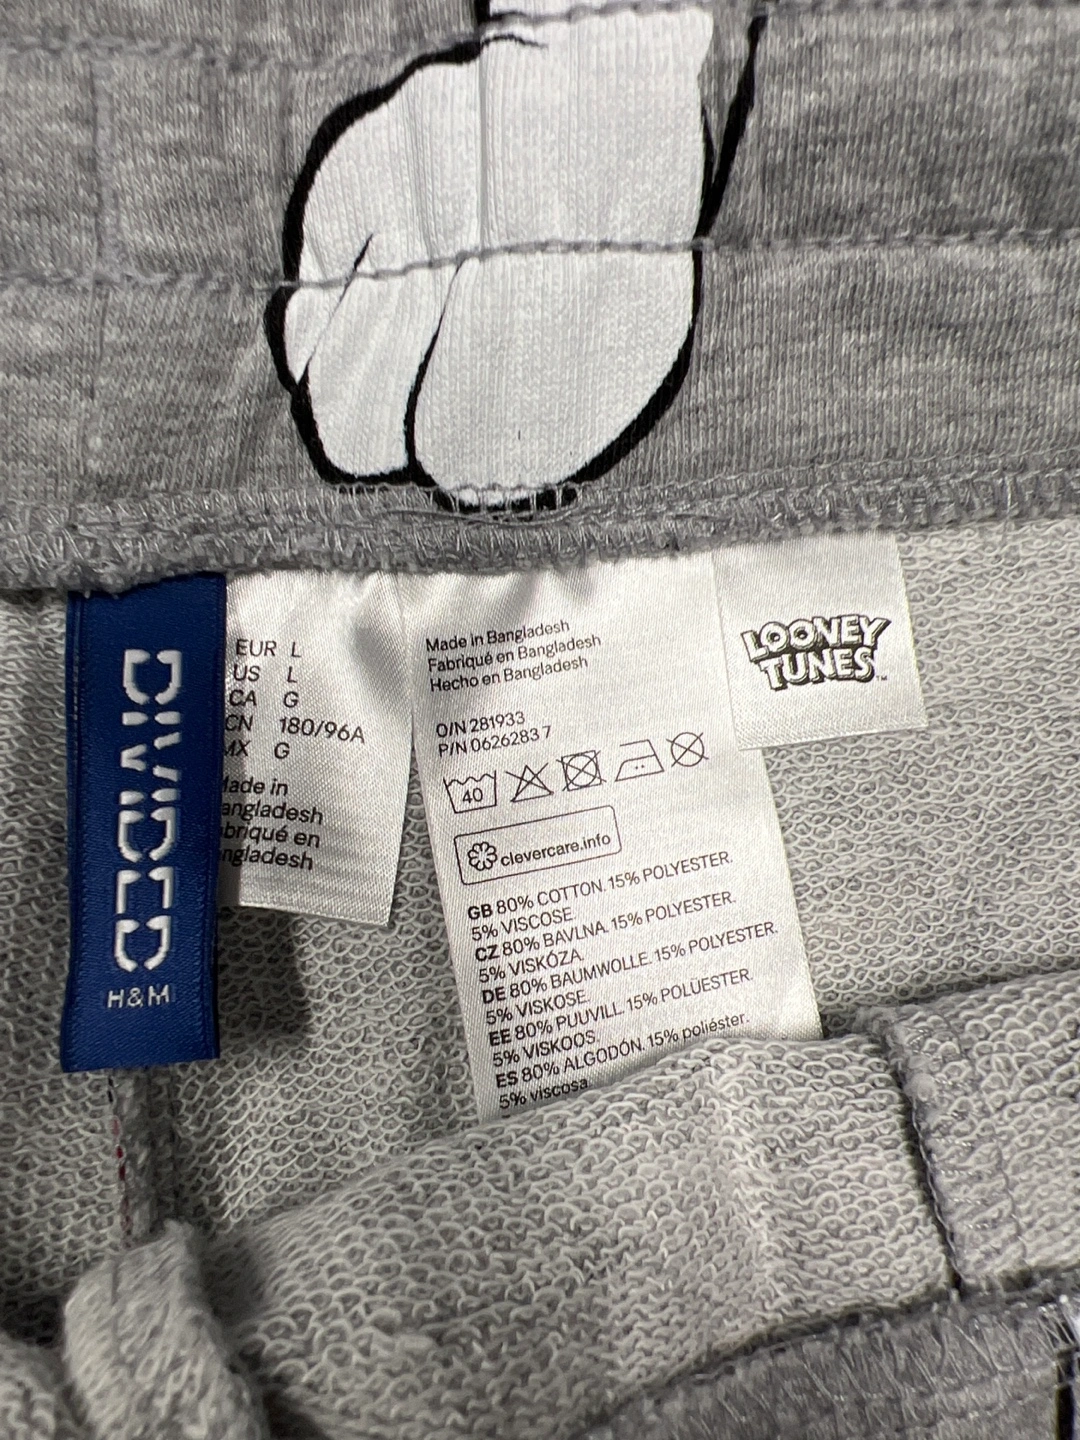 DIVIDED
H&M
EUR L
US L
CA G
CN 180/96A
MX G
Made in
Bangladesh
Fabriqué en
Bangladesh
Made in Bangladesh
Fabriqué en Bangladesh
Hecho en Bangladesh
O/N 281933
P/N 0626283 7
40
clevercare.info
GB 80% COTTON. 15% POLYESTER.
5% VISCOSE.
CZ 80% BAVLNA. 15% POLYESTER.
5% VISKÓZA.
DE 80% BAUMWOLLE. 15% POLYESTER.
5% VISKOSE.
EE 80% PUUVILL. 15% POLÜESTER.
5% VISKOOS.
ES 80% ALGODÓN. 15% poliéster.
5% viscosa
LOONEY
TUNES™